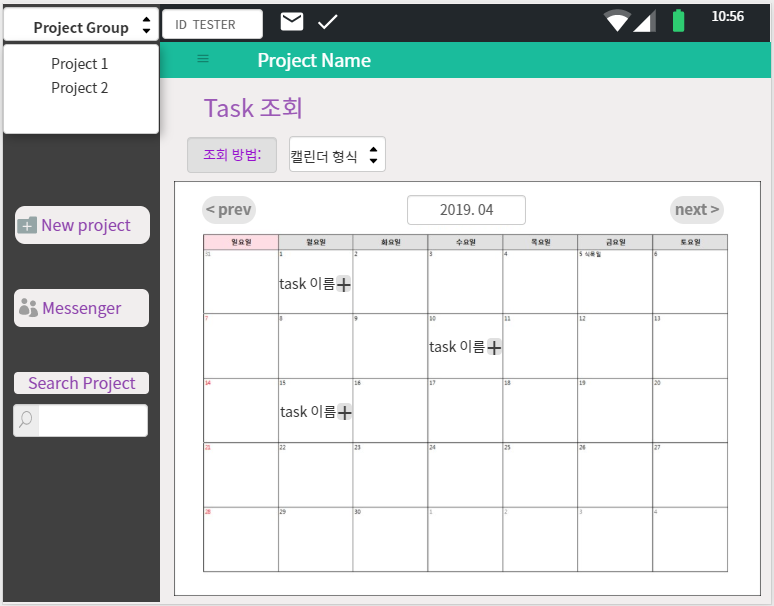 Project Group
ID TESTER
10:56
Project 1
Project 2
Project Name
Task 조회
조회 방법:
캘린더 형식
< prev
2019. 04
next >
일요일 월요일 화요일 수요일 목요일 금요일 토요일
31 1 2 3 4 5 식목일 6
task 이름+
New project
7 8 9 10 11 12 13
task 이름+
Messenger
14 15 16 17 18 19 20
task 이름+
Search Project
21 22 23 24 25 26 27
28 29 30 1 2 3 4